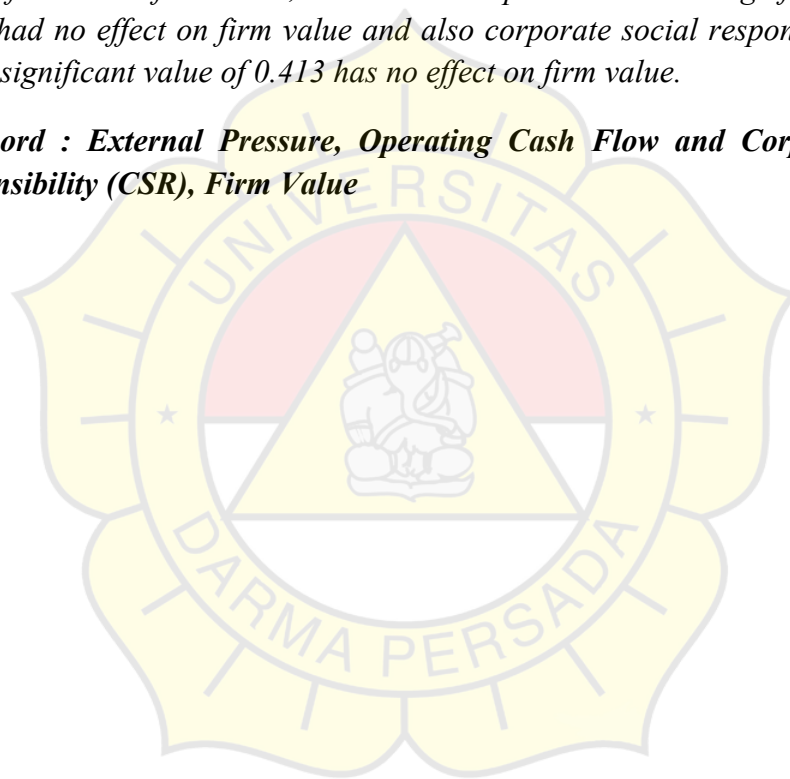 had no effect on firm value and also corporate social respon
significant value of 0.413 has no effect on firm value.
ord : External Pressure, Operating Cash Flow and Corp
nsibility (CSR), Firm Value
UNIVERSITAS
DARMA PERSADA